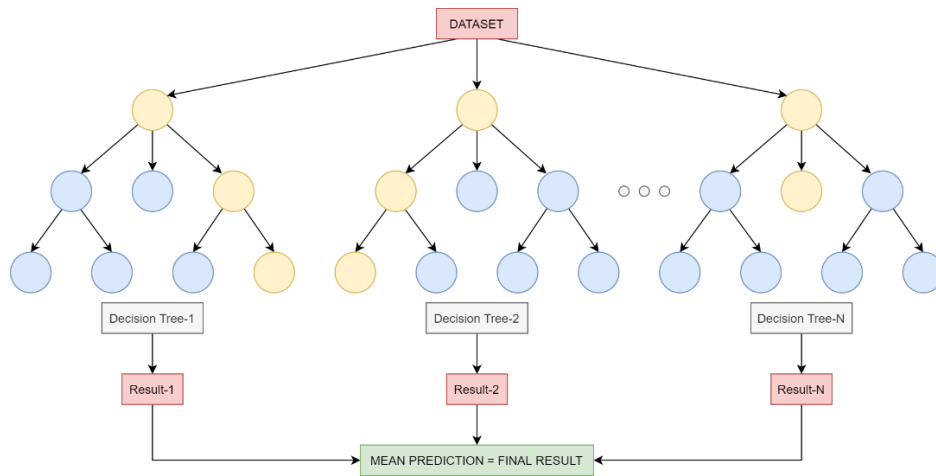 DATASET
Decision Tree-1
Decision Tree-2
Decision Tree-N
Result-1
Result-2
Result-N
MEAN PREDICTION = FINAL RESULT